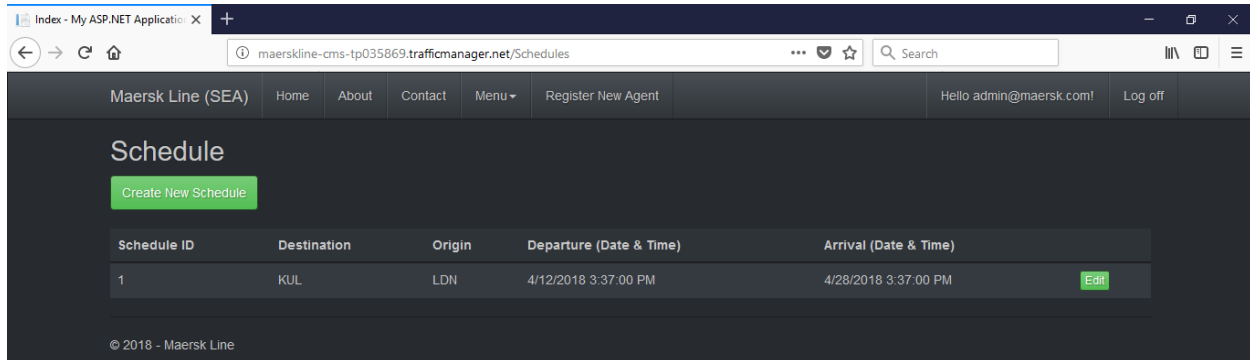 Index - My ASP.NET Application
maerskline-cms-tp035869.trafficmanager.net/Schedules
Search
Maersk Line (SEA) Home About Contact Menu Register New Agent Hello admin@maersk.com! Log off
Schedule
Create New Schedule
Schedule ID Destination Origin Departure (Date & Time) Arrival (Date & Time)
1 KUL LDN 4/12/2018 3:37:00 PM 4/28/2018 3:37:00 PM Edit
© 2018 - Maersk Line